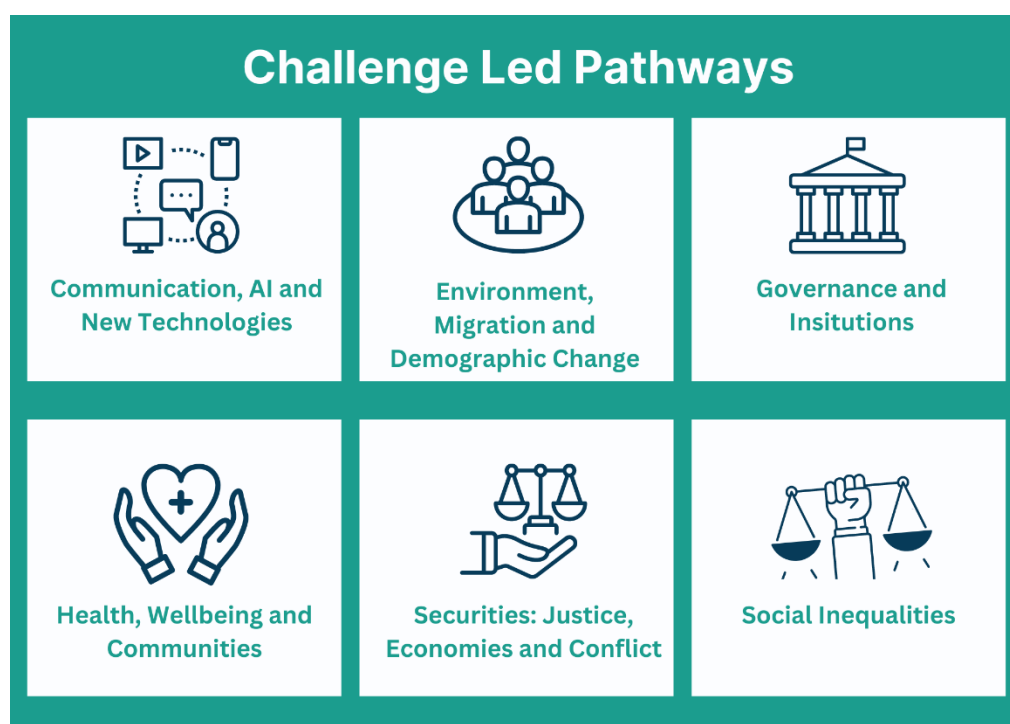 Challenge Led Pathways
Communication, AI and
New Technologies
Environment,
Migration and
Demographic Change
Governance and
Insitutions
Health, Wellbeing and
Communities
Securities: Justice,
Economies and Conflict
Social Inequalities